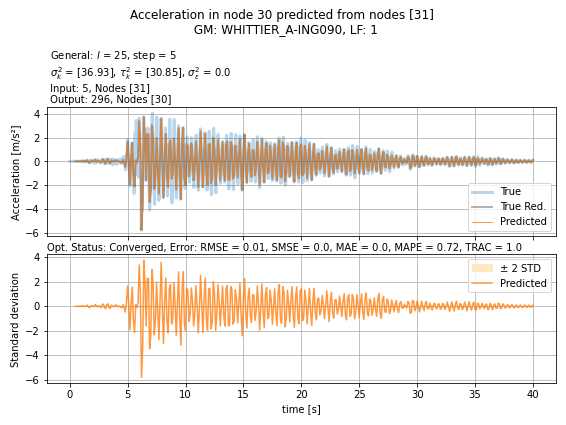 Acceleration in node 30 predicted from nodes [31]
GM: WHITTIER_A-ING090, LF: 1
General: l = 25, step = 5
σ²ₖ = [36.93], τ²ₖ = [30.85], σ²ε = 0.0
Input: 5, Nodes [31]
Output: 296, Nodes [30]
Acceleration [m/s²]
4
2
0
−2
−4
−6
True
True Red.
Predicted
Opt. Status: Converged, Error: RMSE = 0.01, SMSE = 0.0, MAE = 0.0, MAPE = 0.72, TRAC = 1.0
Standard deviation
4
2
0
−2
−4
−6
± 2 STD
Predicted
0 5 10 15 20 25 30 35 40
time [s]